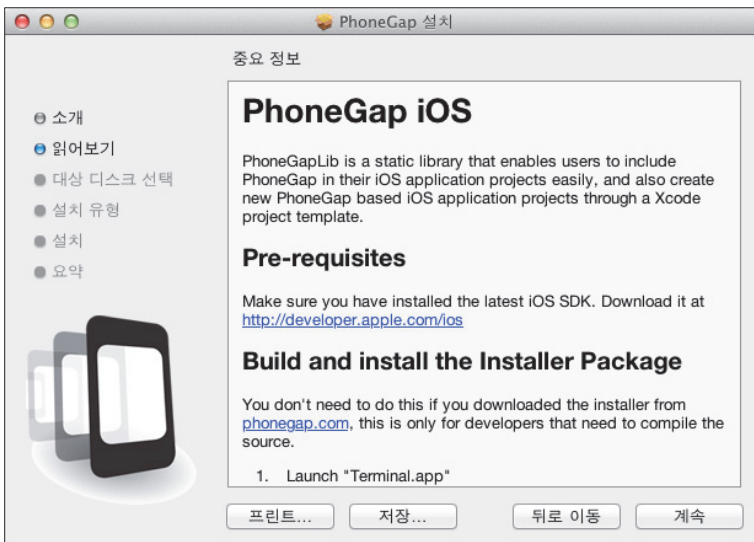 PhoneGap 설치
중요 정보
소개
읽어보기
대상 디스크 선택
설치 유형
설치
요약
PhoneGap iOS
PhoneGapLib is a static library that enables users to include
PhoneGap in their iOS application projects easily, and also create
new PhoneGap based iOS application projects through a Xcode
project template.
Pre-requisites
Make sure you have installed the latest iOS SDK. Download it at
http://developer.apple.com/ios
Build and install the Installer Package
You don't need to do this if you downloaded the installer from
phonegap.com, this is only for developers that need to compile the
source.
1. Launch "Terminal.app"
프린트...
저장...
뒤로 이동
계속